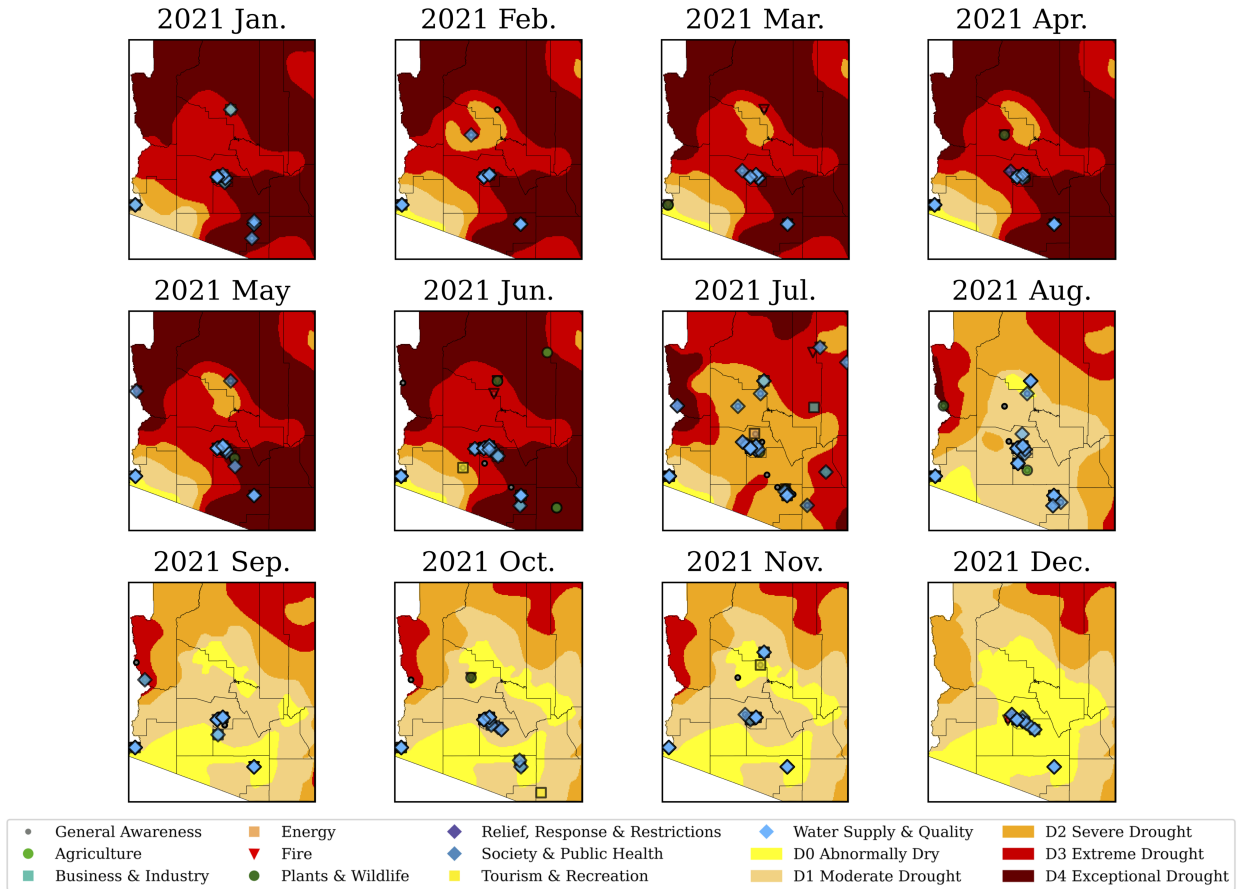 2021 Jan. 2021 Feb. 2021 Mar. 2021 Apr.
2021 May 2021 Jun. 2021 Jul. 2021 Aug.
2021 Sep. 2021 Oct. 2021 Nov. 2021 Dec.
General Awareness Energy Relief, Response & Restrictions Water Supply & Quality D2 Severe Drought
Agriculture Fire Society & Public Health D0 Abnormally Dry D3 Extreme Drought
Business & Industry Plants & Wildlife Tourism & Recreation D1 Moderate Drought D4 Exceptional Drought